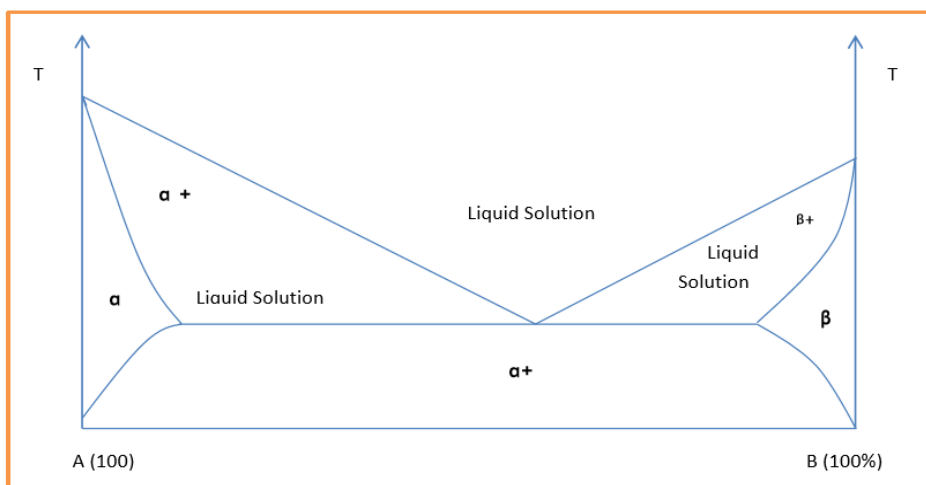 T
T
α +
Liquid Solution
β+
Liquid
Solution
α
Liquid Solution
β
α+
A (100)
B (100%)